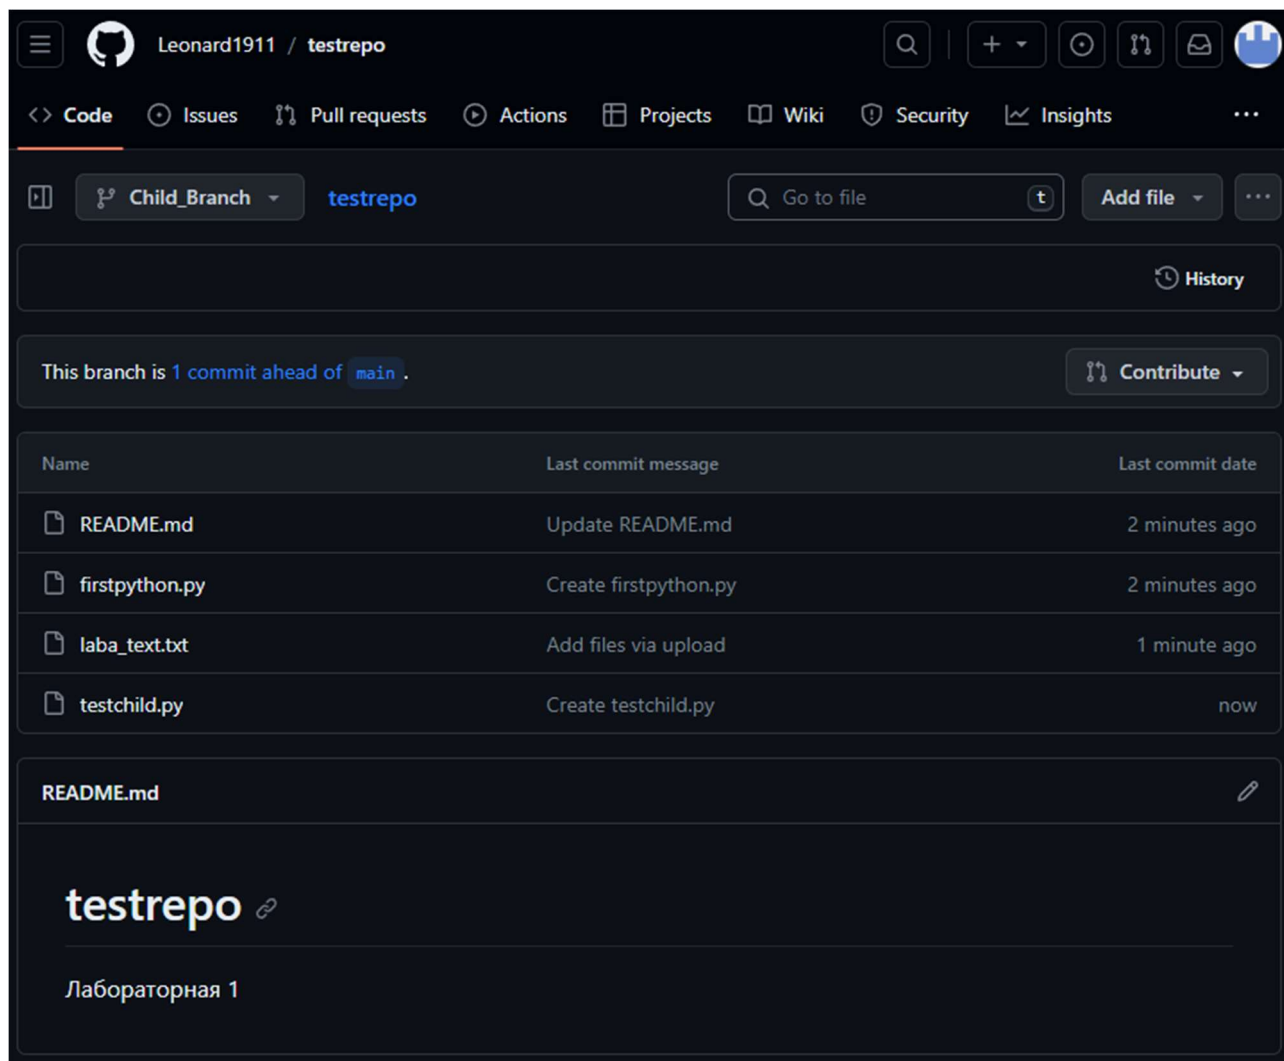 Leonard1911 / testrepo
Code Issues Pull requests Actions Projects Wiki Security Insights
Child_Branch testrepo Go to file t Add file
History
This branch is 1 commit ahead of main . Contribute
Name Last commit message Last commit date
README.md Update README.md 2 minutes ago
firstpython.py Create firstpython.py 2 minutes ago
laba_text.txt Add files via upload 1 minute ago
testchild.py Create testchild.py now
README.md
testrepo
Лабораторная 1